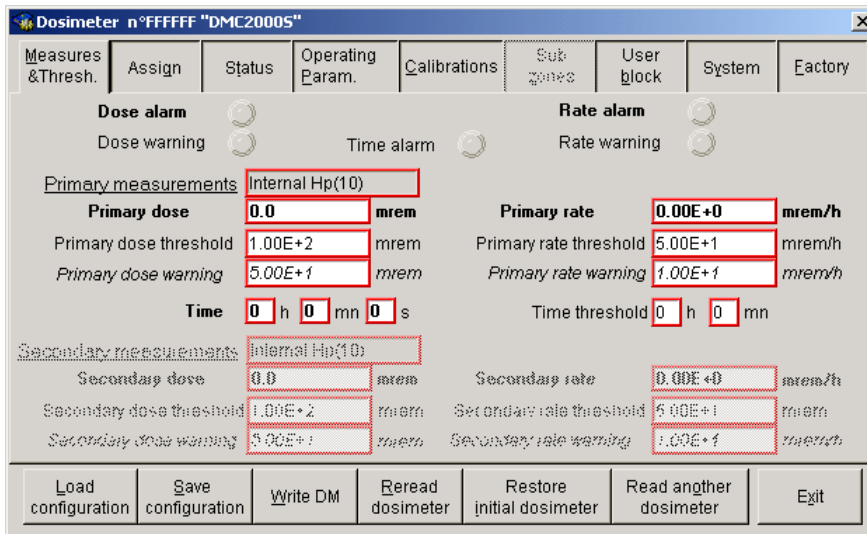 Dosimeter n°FFFFFF "DMC2000S"
Measures &Thresh.
Assign
Status
Operating Param.
Calibrations
Sub zones
User block
System
Factory
Dose alarm
Rate alarm
Dose warning
Time alarm
Rate warning
Primary measurements Internal Hp(10)
Primary dose 0.0 mrem Primary rate 0.00E+0 mrem/h
Primary dose threshold 1.00E+2 mrem Primary rate threshold 5.00E+1 mrem/h
Primary dose warning 5.00E+1 mrem Primary rate warning 1.00E+1 mrem/h
Time 0 h 0 mn 0 s Time threshold 0 h 0 mn
Secondary measurements Internal Hp(10)
Secondary dose 0.0 mrem Secondary rate 0.00E+0 mrem/h
Secondary dose threshold 1.00E+2 mrem Secondary rate threshold 5.00E+1 mrem
Secondary dose warning 5.00E+1 mrem Secondary rate warning 1.00E+1 mrem/h
Load configuration
Save configuration
Write DM
Reread dosimeter
Restore initial dosimeter
Read another dosimeter
Exit